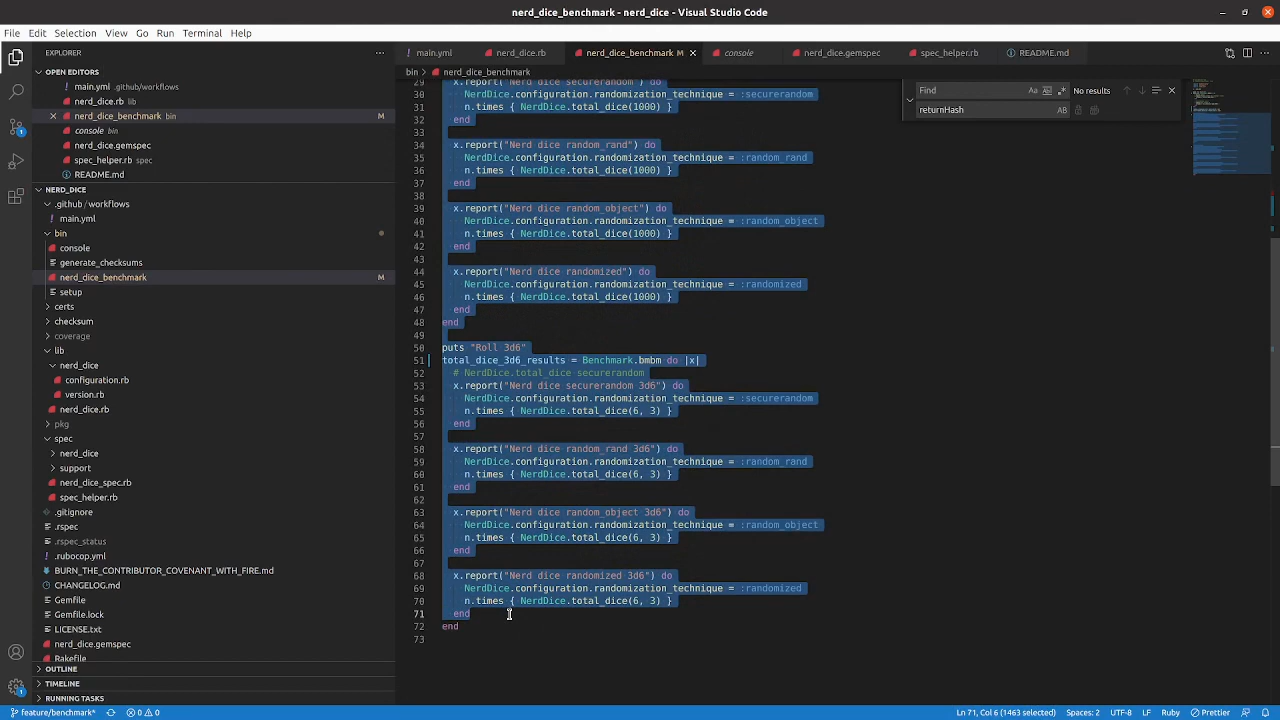 nerd_dice_benchmark - nerd_dice - Visual Studio Code
File Edit Selection View Go Run Terminal Help
EXPLORER
OPEN EDITORS
main.yml .github/workflows
nerd_dice.rb lib
nerd_dice_benchmark bin M
console bin
nerd_dice.gemspec
spec_helper.rb spec
README.md
NERD_DICE
.github / workflows
main.yml
bin
console
generate_checksums
nerd_dice_benchmark M
setup
certs
checksum
coverage
lib
nerd_dice
configuration.rb
version.rb
nerd_dice.rb
pkg
spec
nerd_dice
support
nerd_dice_spec.rb
spec_helper.rb
.gitignore
.rspec
.rspec_status
.rubocop.yml
BURN_THE_CONTRIBUTOR_COVENANT_WITH_FIRE.md
CHANGELOG.md
Gemfile
Gemfile.lock
LICENSE.txt
nerd_dice.gemspec
Rakefile
OUTLINE
TIMELINE
RUNNING TASKS
main.yml nerd_dice.rb nerd_dice_benchmark M console nerd_dice.gemspec spec_helper.rb README.md
bin nerd_dice_benchmark
Find Aa No results
returnHash AB
29 x.report("Nerd dice securerandom") do
30 NerdDice.configuration.randomization_technique = :securerandom
31 n.times { NerdDice.total_dice(1000) }
32 end
33
34 x.report("Nerd dice random_rand") do
35 NerdDice.configuration.randomization_technique = :random_rand
36 n.times { NerdDice.total_dice(1000) }
37 end
38
39 x.report("Nerd dice random_object") do
40 NerdDice.configuration.randomization_technique = :random_object
41 n.times { NerdDice.total_dice(1000) }
42 end
43
44 x.report("Nerd dice randomized") do
45 NerdDice.configuration.randomization_technique = :randomized
46 n.times { NerdDice.total_dice(1000) }
47 end
48 end
49
50 puts "Roll 3d6"
51 total_dice_3d6_results = Benchmark.bmbm do |x|
52 # NerdDice.total_dice securerandom
53 x.report("Nerd dice securerandom 3d6") do
54 NerdDice.configuration.randomization_technique = :securerandom
55 n.times { NerdDice.total_dice(6, 3) }
56 end
57
58 x.report("Nerd dice random_rand 3d6") do
59 NerdDice.configuration.randomization_technique = :random_rand
60 n.times { NerdDice.total_dice(6, 3) }
61 end
62
63 x.report("Nerd dice random_object 3d6") do
64 NerdDice.configuration.randomization_technique = :random_object
65 n.times { NerdDice.total_dice(6, 3) }
66 end
67
68 x.report("Nerd dice randomized 3d6") do
69 NerdDice.configuration.randomization_technique = :randomized
70 n.times { NerdDice.total_dice(6, 3) }
71 end
72 end
73
feature/benchmark* 0 0 Ln 71, Col 6 (1463 selected) Spaces: 2 UTF-8 LF Ruby Prettier